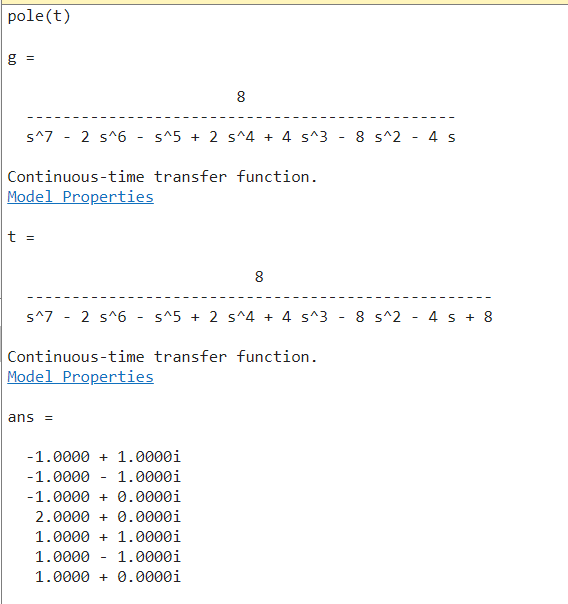 pole(t)
g =
8
-----------------------------------------------
s^7 - 2 s^6 - s^5 + 2 s^4 + 4 s^3 - 8 s^2 - 4 s
Continuous-time transfer function.
Model Properties
t =
8
---------------------------------------------------
s^7 - 2 s^6 - s^5 + 2 s^4 + 4 s^3 - 8 s^2 - 4 s + 8
Continuous-time transfer function.
Model Properties
ans =
-1.0000 + 1.0000i
-1.0000 - 1.0000i
-1.0000 + 0.0000i
2.0000 + 0.0000i
1.0000 + 1.0000i
1.0000 - 1.0000i
1.0000 + 0.0000i